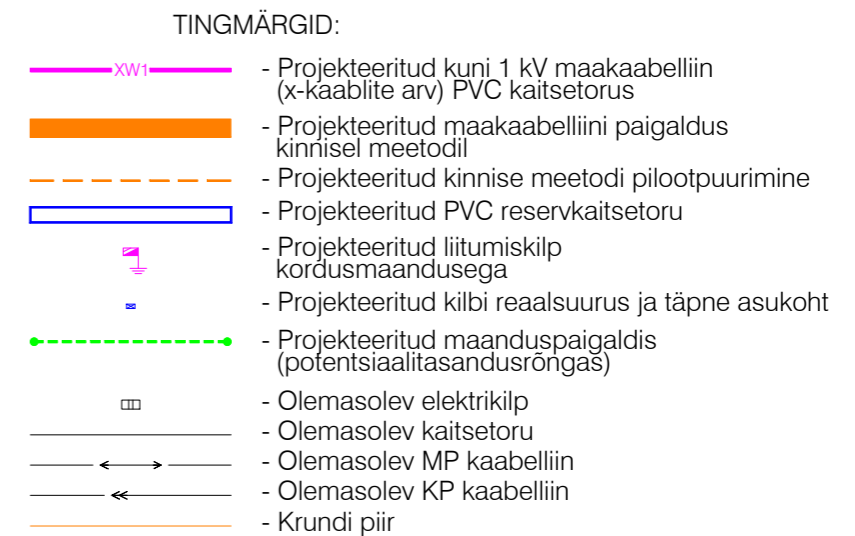 TINGMÄRGID:
XW1
- Projekteeritud kuni 1 kV maakaabelliin
(x-kaablite arv) PVC kaitsetorus
- Projekteeritud maakaabelliini paigaldus
kinnisel meetodil
- Projekteeritud kinnise meetodi pilootpuurimine
- Projekteeritud PVC reservkaitsetoru
- Projekteeritud liitumiskilp
kordusmaandusega
- Projekteeritud kilbi reaalsuurus ja täpne asukoht
- Projekteeritud maanduspaigaldis
(potentsiaalitasandusrõngas)
- Olemasolev elektrikilp
- Olemasolev kaitsetoru
- Olemasolev MP kaabelliin
- Olemasolev KP kaabelliin
- Krundi piir